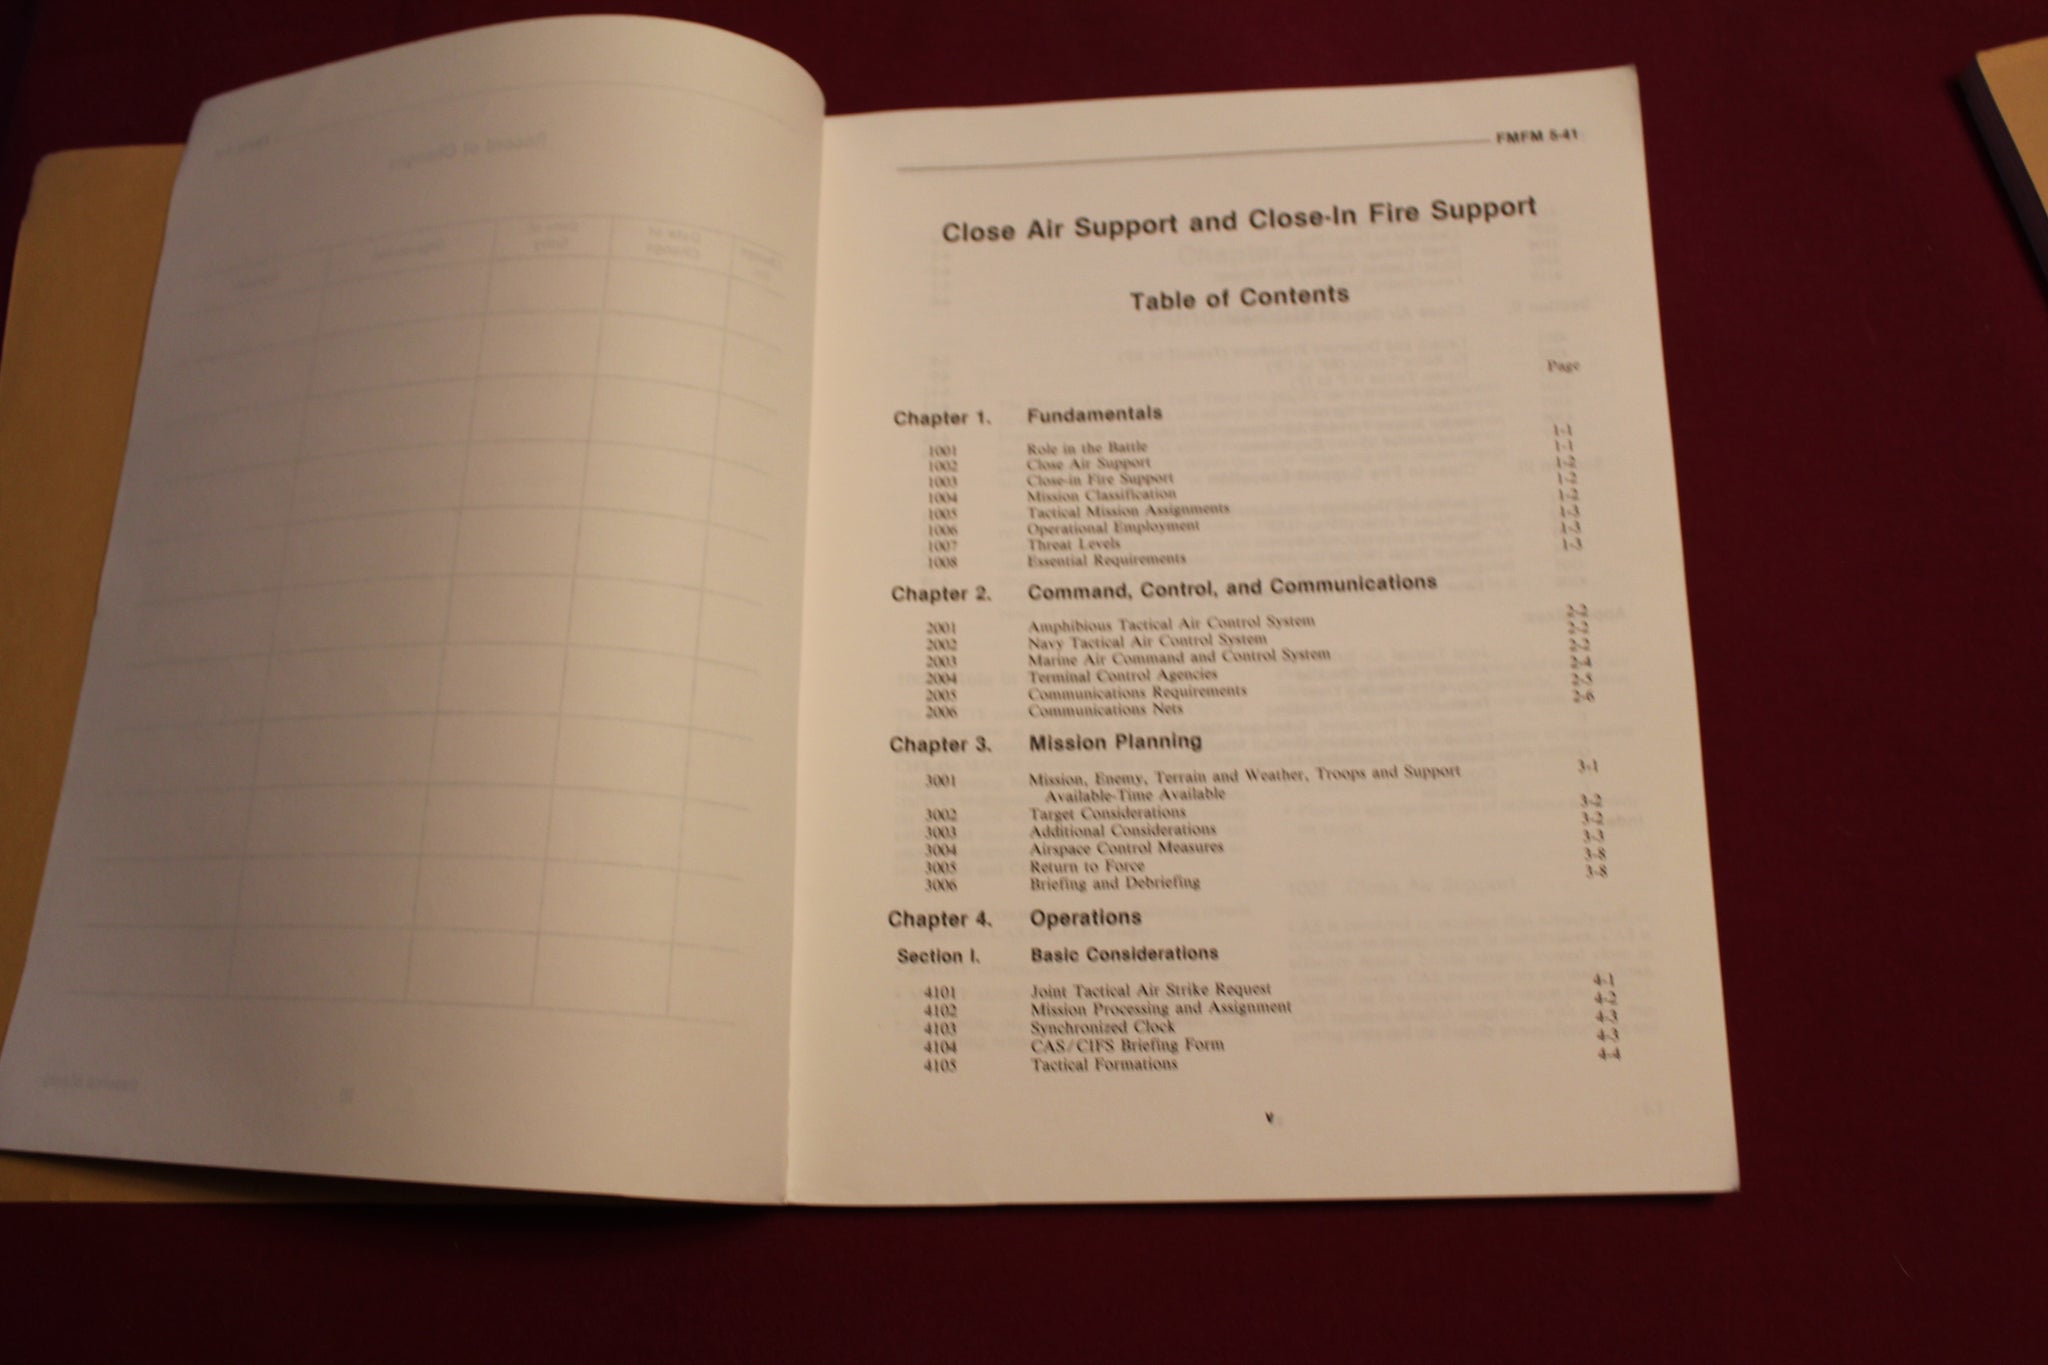 FMFM 5-41
Close Air Support and Close-In Fire Support
Table of Contents
Page
Chapter 1. Fundamentals
1001 Role in the Battle 1-1
1002 Close Air Support 1-1
1003 Close-in Fire Support 1-2
1004 Mission Classification 1-2
1005 Tactical Mission Assignments 1-2
1006 Operational Employment 1-3
1007 Threat Levels 1-3
1008 Essential Requirements 1-3
Chapter 2. Command, Control, and Communications
2001 Amphibious Tactical Air Control System 2-2
2002 Navy Tactical Air Control System 2-2
2003 Marine Air Command and Control System 2-2
2004 Terminal Control Agencies 2-4
2005 Communications Requirements 2-5
2006 Communications Nets 2-6
Chapter 3. Mission Planning
3001 Mission, Enemy, Terrain and Weather, Troops and Support 3-1
Available-Time Available
3002 Target Considerations 3-2
3003 Additional Considerations 3-2
3004 Airspace Control Measures 3-3
3005 Return to Force 3-8
3006 Briefing and Debriefing 3-8
Chapter 4. Operations
Section I. Basic Considerations
4101 Joint Tactical Air Strike Request 4-1
4102 Mission Processing and Assignment 4-2
4103 Synchronized Clock 4-3
4104 CAS/CIFS Briefing Form 4-3
4105 Tactical Formations 4-4
v